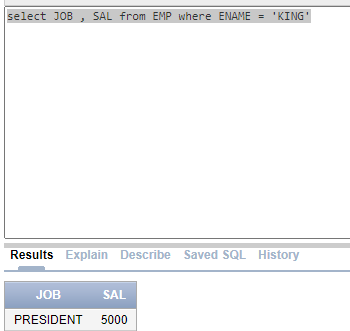 select JOB , SAL from EMP where ENAME = 'KING'
Results Explain Describe Saved SQL History
JOB SAL
PRESIDENT 5000